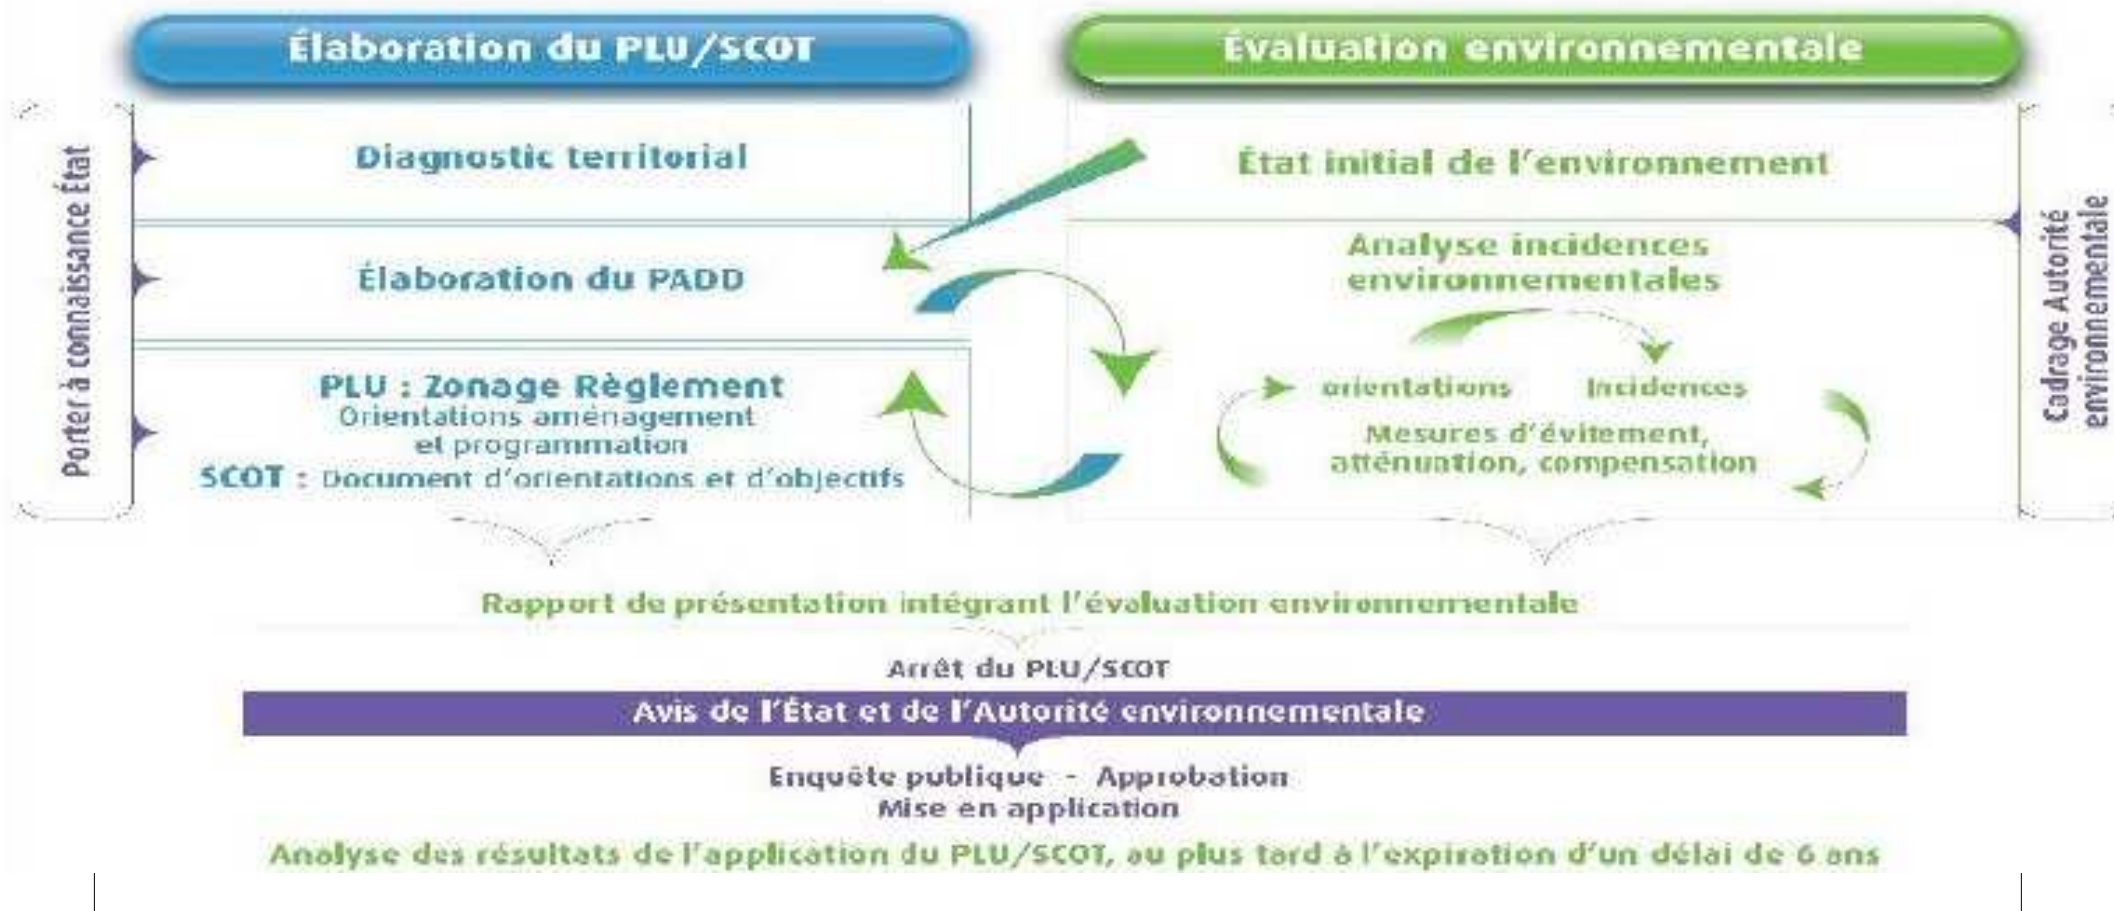 Élaboration du PLU/SCOT
Évaluation environnementale
Porter à connaissance État
Diagnostic territorial
Élaboration du PADD
PLU : Zonage Règlement
Orientations aménagement
et programmation
SCOT : Document d'orientations et d'objectifs
État initial de l'environnement
Analyse incidences
environnementales
orientations
Incidences
Mesures d'évitement,
atténuation, compensation
Cadrage Autorité
environnementale
Rapport de présentation intégrant l'évaluation environnementale
Arrêt du PLU/SCOT
Avis de l'État et de l'Autorité environnementale
Enquête publique - Approbation
Mise en application
Analyse des résultats de l'application du PLU/SCOT, au plus tard à l'expiration d'un délai de 6 ans